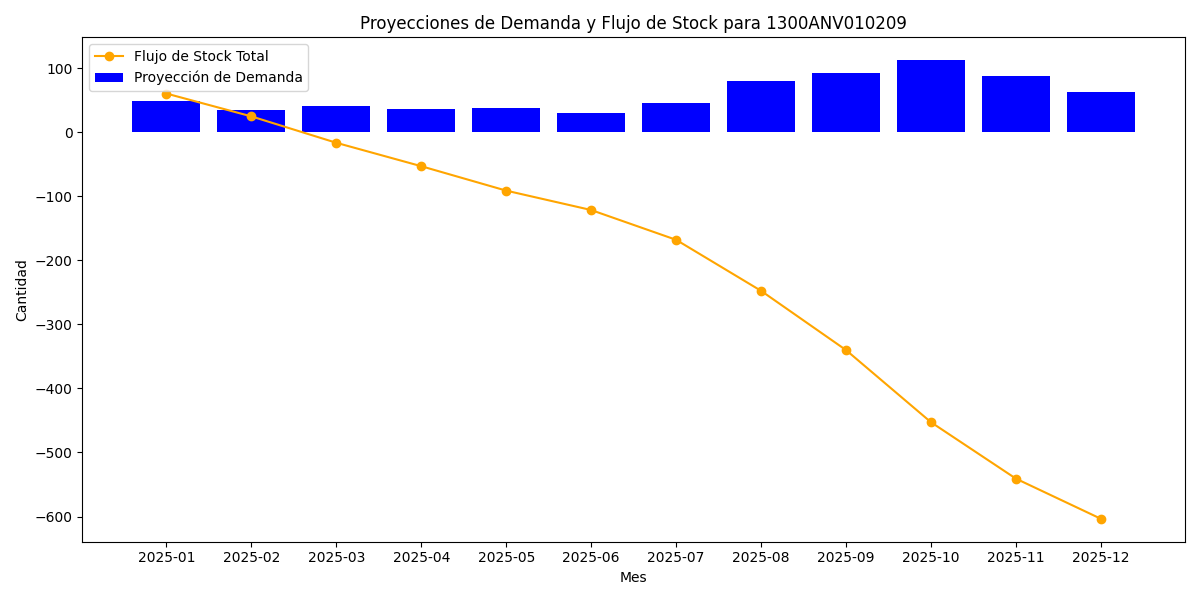 Proyecciones de Demanda y Flujo de Stock para 1300ANV010209
Flujo de Stock Total
Proyección de Demanda
Cantidad
100
0
−100
−200
−300
−400
−500
−600
2025-01 2025-02 2025-03 2025-04 2025-05 2025-06 2025-07 2025-08 2025-09 2025-10 2025-11 2025-12
Mes